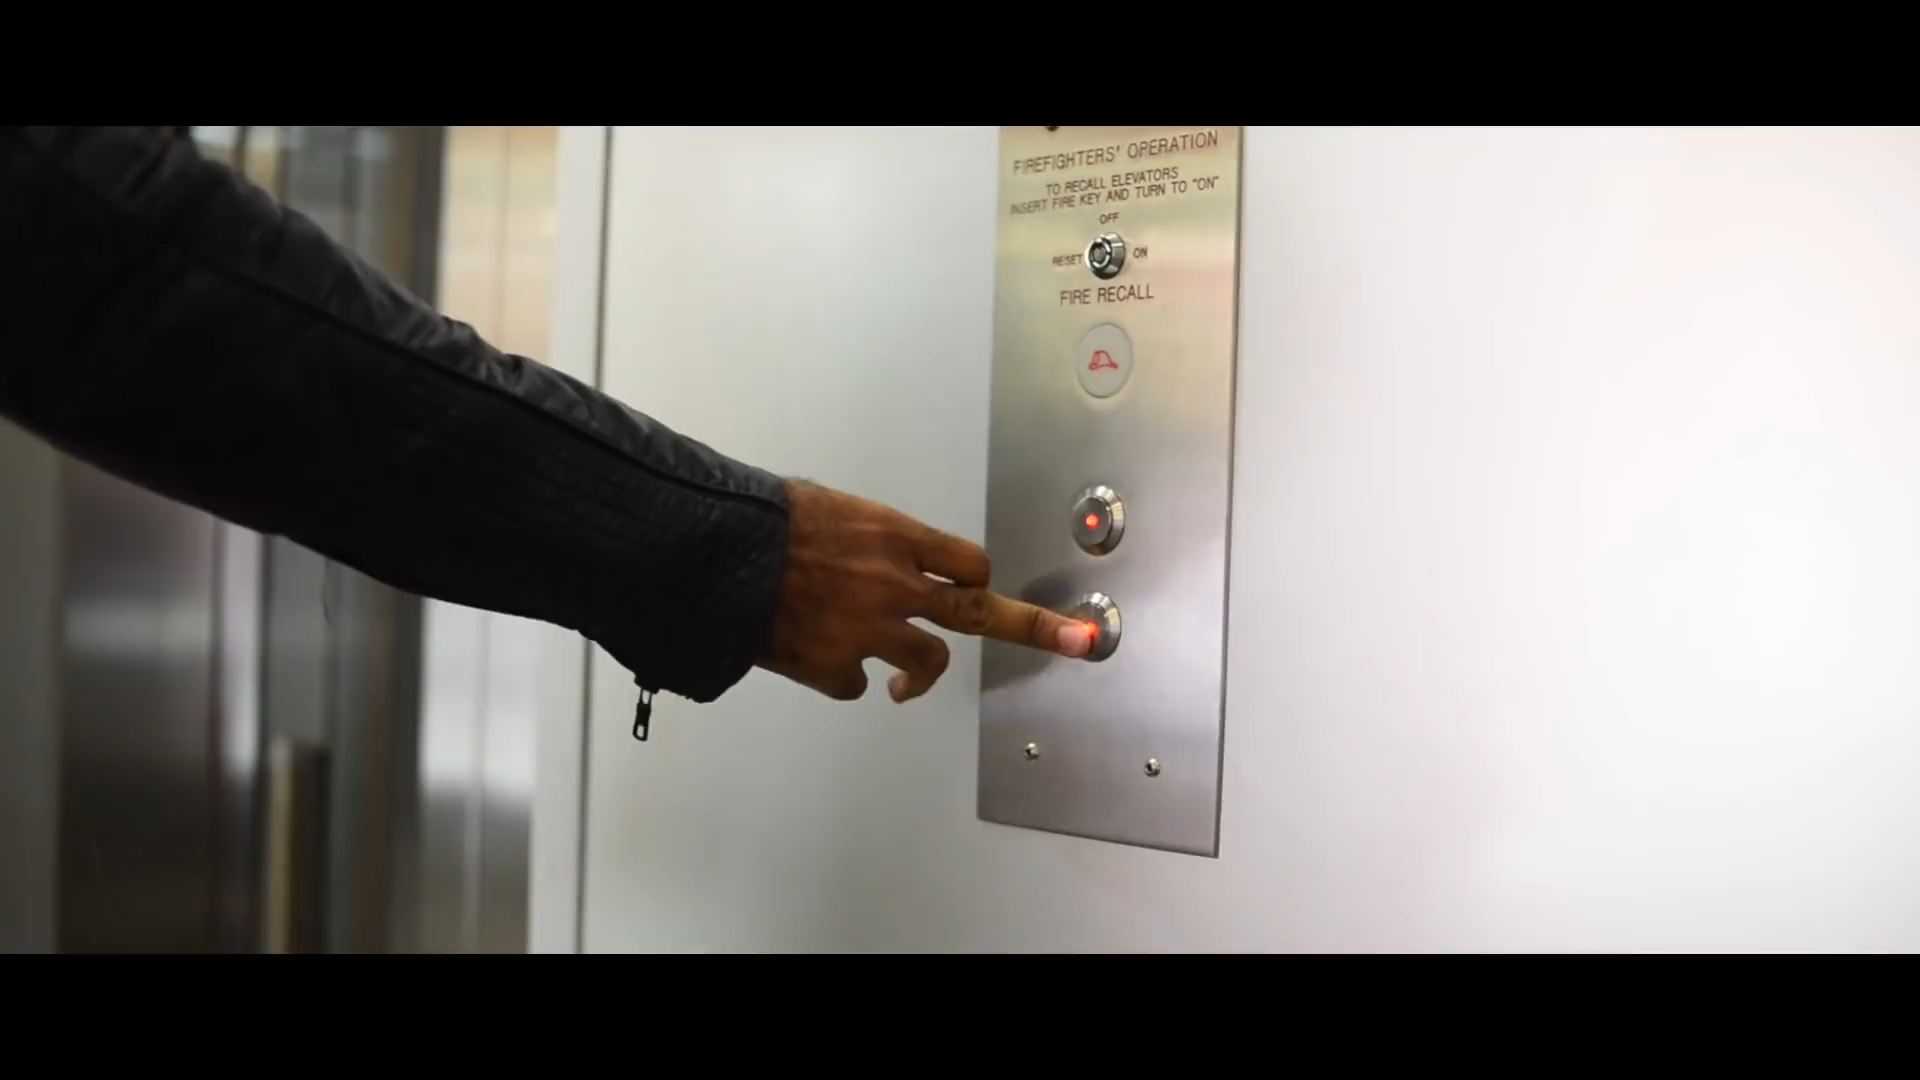 FIREFIGHTERS' OPERATION
TO RECALL ELEVATORS
INSERT FIRE KEY AND TURN TO "ON"
OFF
RESET ON
FIRE RECALL